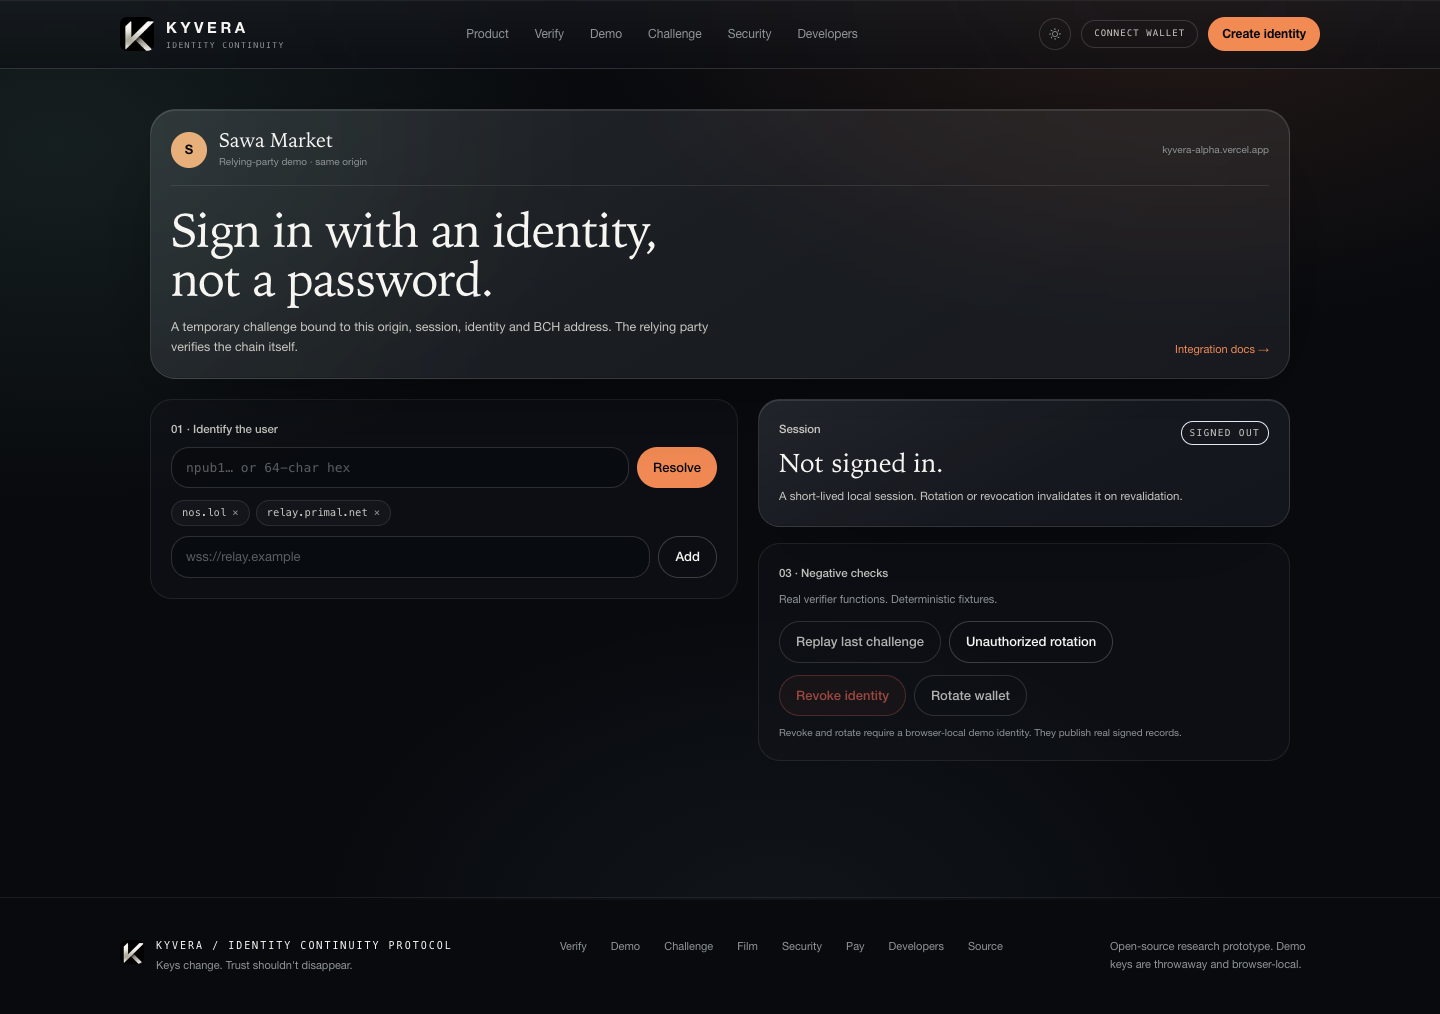 KYVERA
IDENTITY CONTINUITY
Product
Verify
Demo
Challenge
Security
Developers
CONNECT WALLET
Create identity
S
Sawa Market
Relying-party demo · same origin
kyvera-alpha.vercel.app
Sign in with an identity,
not a password.
A temporary challenge bound to this origin, session, identity and BCH address. The relying party
verifies the chain itself.
Integration docs →
01 · Identify the user
npub1… or 64-char hex
Resolve
nos.lol ×
relay.primal.net ×
wss://relay.example
Add
Session
SIGNED OUT
Not signed in.
A short-lived local session. Rotation or revocation invalidates it on revalidation.
03 · Negative checks
Real verifier functions. Deterministic fixtures.
Replay last challenge
Unauthorized rotation
Revoke identity
Rotate wallet
Revoke and rotate require a browser-local demo identity. They publish real signed records.
KYVERA / IDENTITY CONTINUITY PROTOCOL
Keys change. Trust shouldn't disappear.
Verify
Demo
Challenge
Film
Security
Pay
Developers
Source
Open-source research prototype. Demo
keys are throwaway and browser-local.